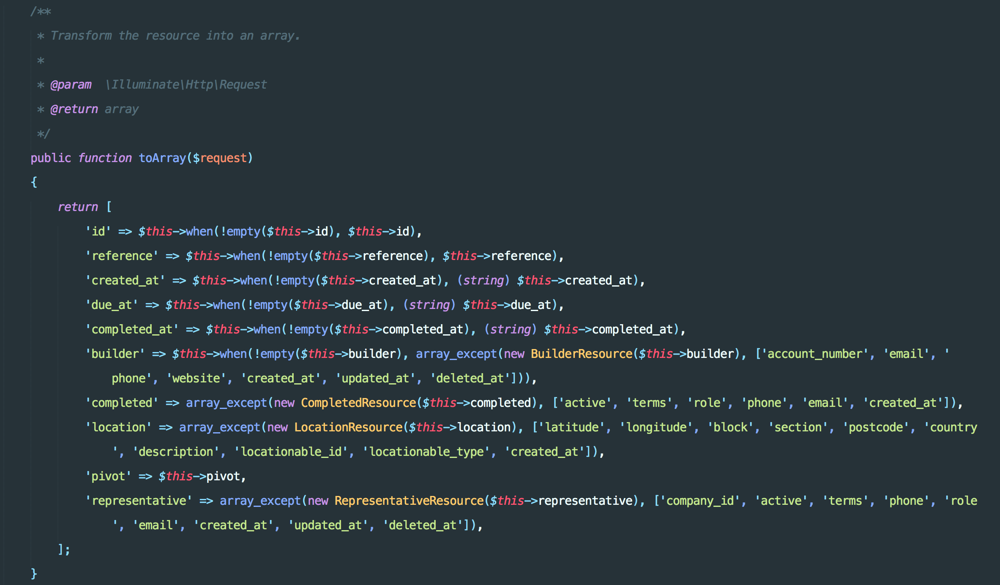 /**
 * Transform the resource into an array.
 *
 * @param  \Illuminate\Http\Request
 * @return array
 */
public function toArray($request)
{
    return [
        'id' => $this->when(!empty($this->id), $this->id),
        'reference' => $this->when(!empty($this->reference), $this->reference),
        'created_at' => $this->when(!empty($this->created_at), (string) $this->created_at),
        'due_at' => $this->when(!empty($this->due_at), (string) $this->due_at),
        'completed_at' => $this->when(!empty($this->completed_at), (string) $this->completed_at),
        'builder' => $this->when(!empty($this->builder), array_except(new BuilderResource($this->builder), ['account_number', 'email', '
            phone', 'website', 'created_at', 'updated_at', 'deleted_at'])),
        'completed' => array_except(new CompletedResource($this->completed), ['active', 'terms', 'role', 'phone', 'email', 'created_at']),
        'location' => array_except(new LocationResource($this->location), ['latitude', 'longitude', 'block', 'section', 'postcode', 'country
            ', 'description', 'locationable_id', 'locationable_type', 'created_at']),
        'pivot' => $this->pivot,
        'representative' => array_except(new RepresentativeResource($this->representative), ['company_id', 'active', 'terms', 'phone', 'role
            ', 'email', 'created_at', 'updated_at', 'deleted_at']),
    ];
}